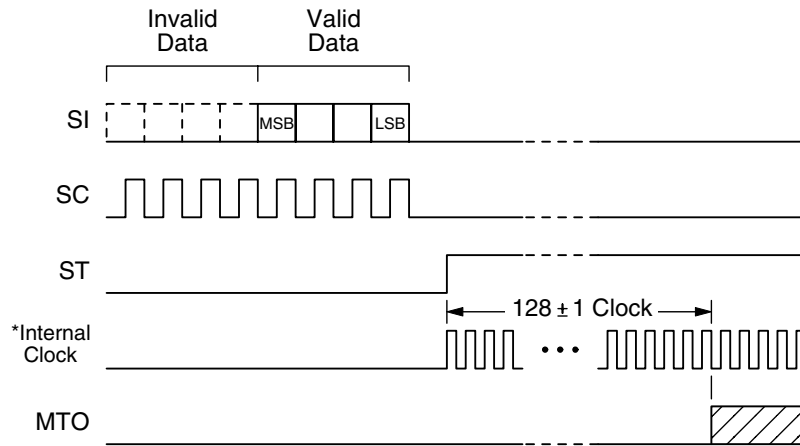 Invalid Data
Valid Data
SI
MSB
LSB
SC
ST
128 ± 1 Clock
*Internal Clock
MTO